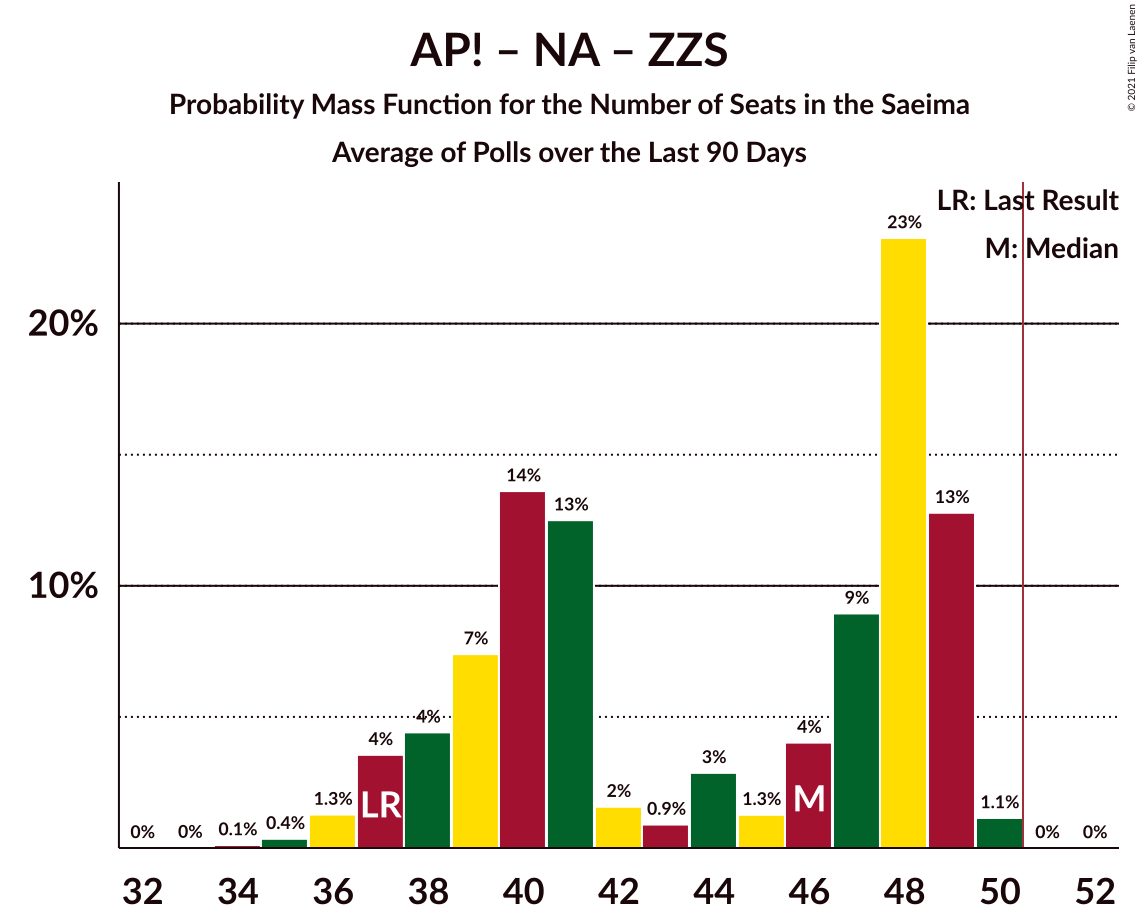 AP! – NA – ZZS
Probability Mass Function for the Number of Seats in the Saeima
Average of Polls over the Last 90 Days
© 2021 Filip van Laenen
LR: Last Result
M: Median
20%
10%
0%
0%
0.1%
0.4%
1.3%
4%
4%
7%
14%
13%
2%
0.9%
3%
1.3%
4%
9%
23%
13%
1.1%
0%
0%
LR
M
32 34 36 38 40 42 44 46 48 50 52